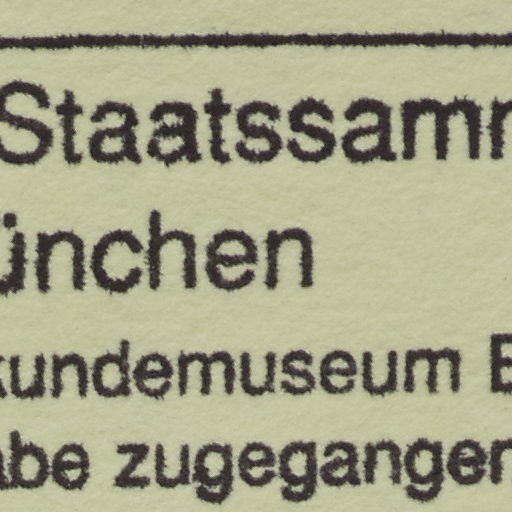 Staatssamm
ünchen
kundemuseum B
abe zugegangen